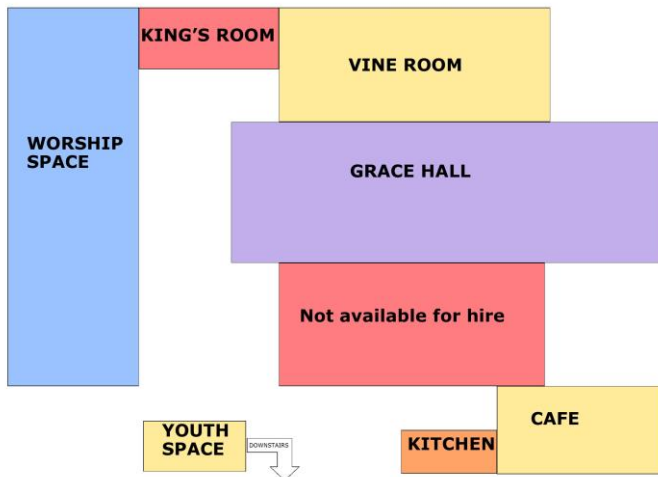 KING'S ROOM
VINE ROOM
WORSHIP
SPACE
GRACE HALL
Not available for hire
CAFE
YOUTH
SPACE
DOWNSTAIRS
KITCHEN